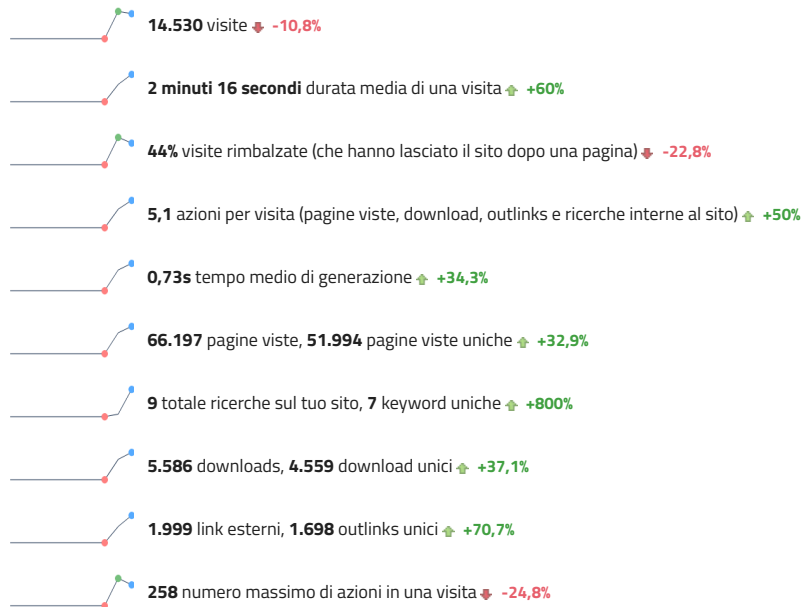 14.530 visite -10,8%
2 minuti 16 secondi durata media di una visita +60%
44% visite rimbalzate (che hanno lasciato il sito dopo una pagina) -22,8%
5,1 azioni per visita (pagine viste, download, outlinks e ricerche interne al sito) +50%
0,73s tempo medio di generazione +34,3%
66.197 pagine viste, 51.994 pagine viste uniche +32,9%
9 totale ricerche sul tuo sito, 7 keyword uniche +800%
5.586 downloads, 4.559 download unici +37,1%
1.999 link esterni, 1.698 outlinks unici +70,7%
258 numero massimo di azioni in una visita -24,8%